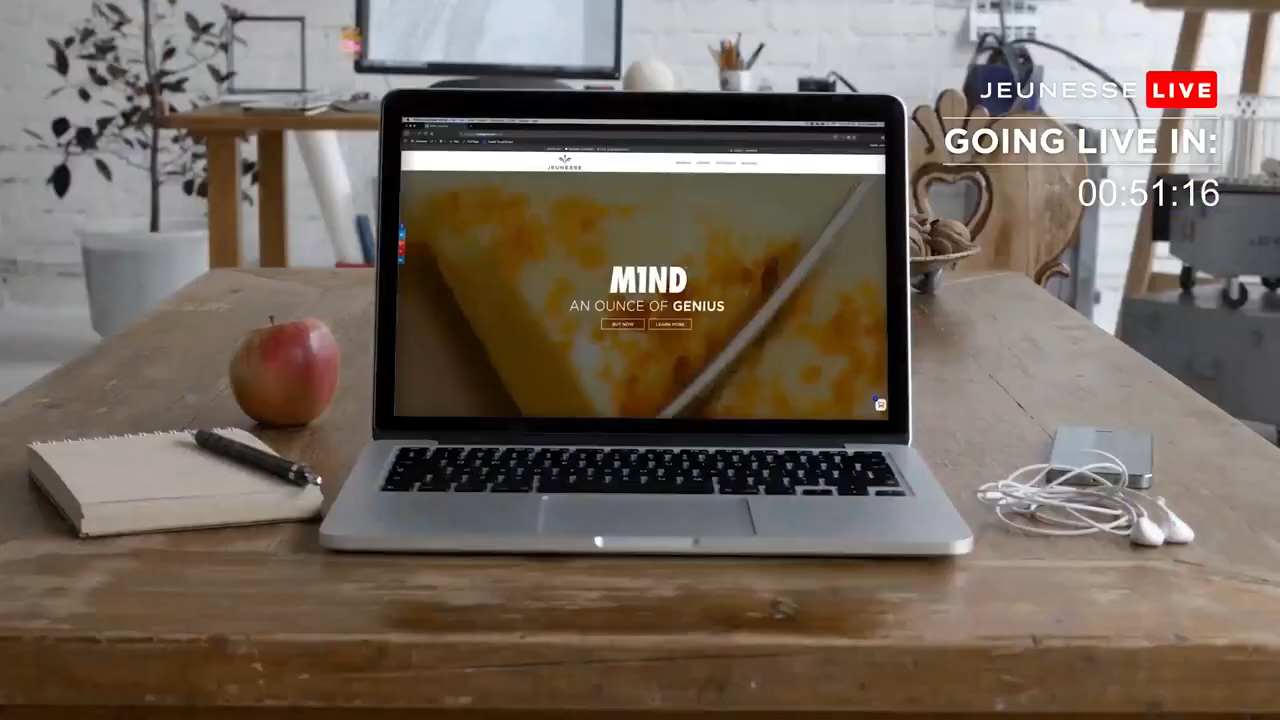 JEUNESSE LIVE
GOING LIVE IN:
00:51:16
JEUNESSE
M1ND
AN OUNCE OF GENIUS
BUY NOW LEARN MORE